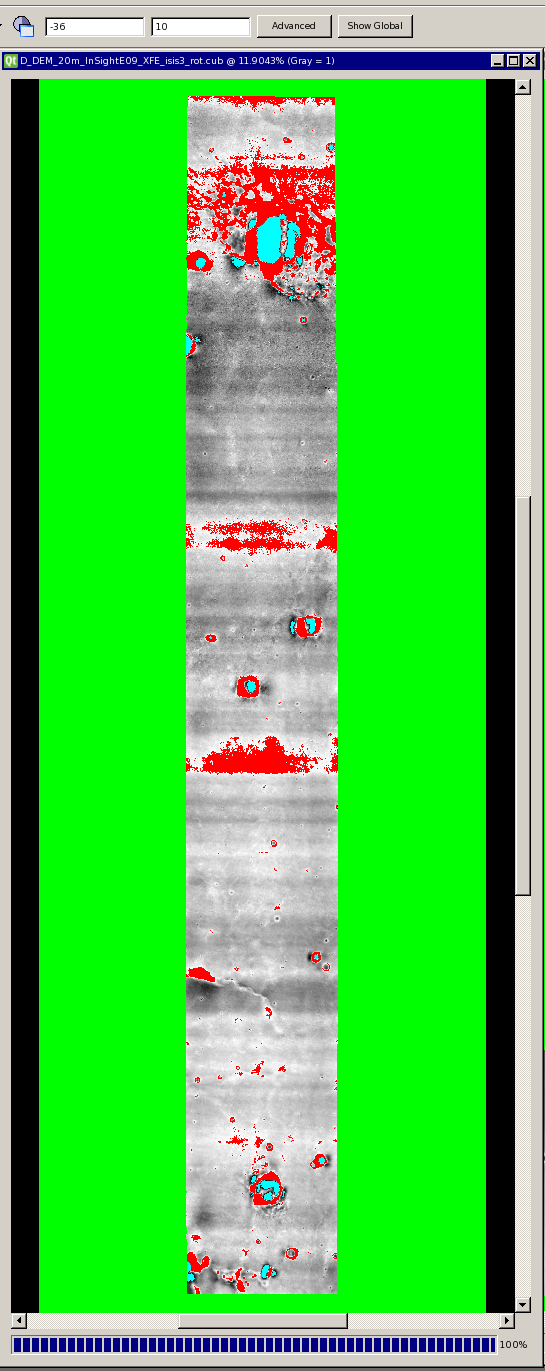 -36 10 Advanced Show Global
D_DEM_20m_InSightE09_XFE_isis3_rot.cub @ 11.9043% (Gray = 1)
100%